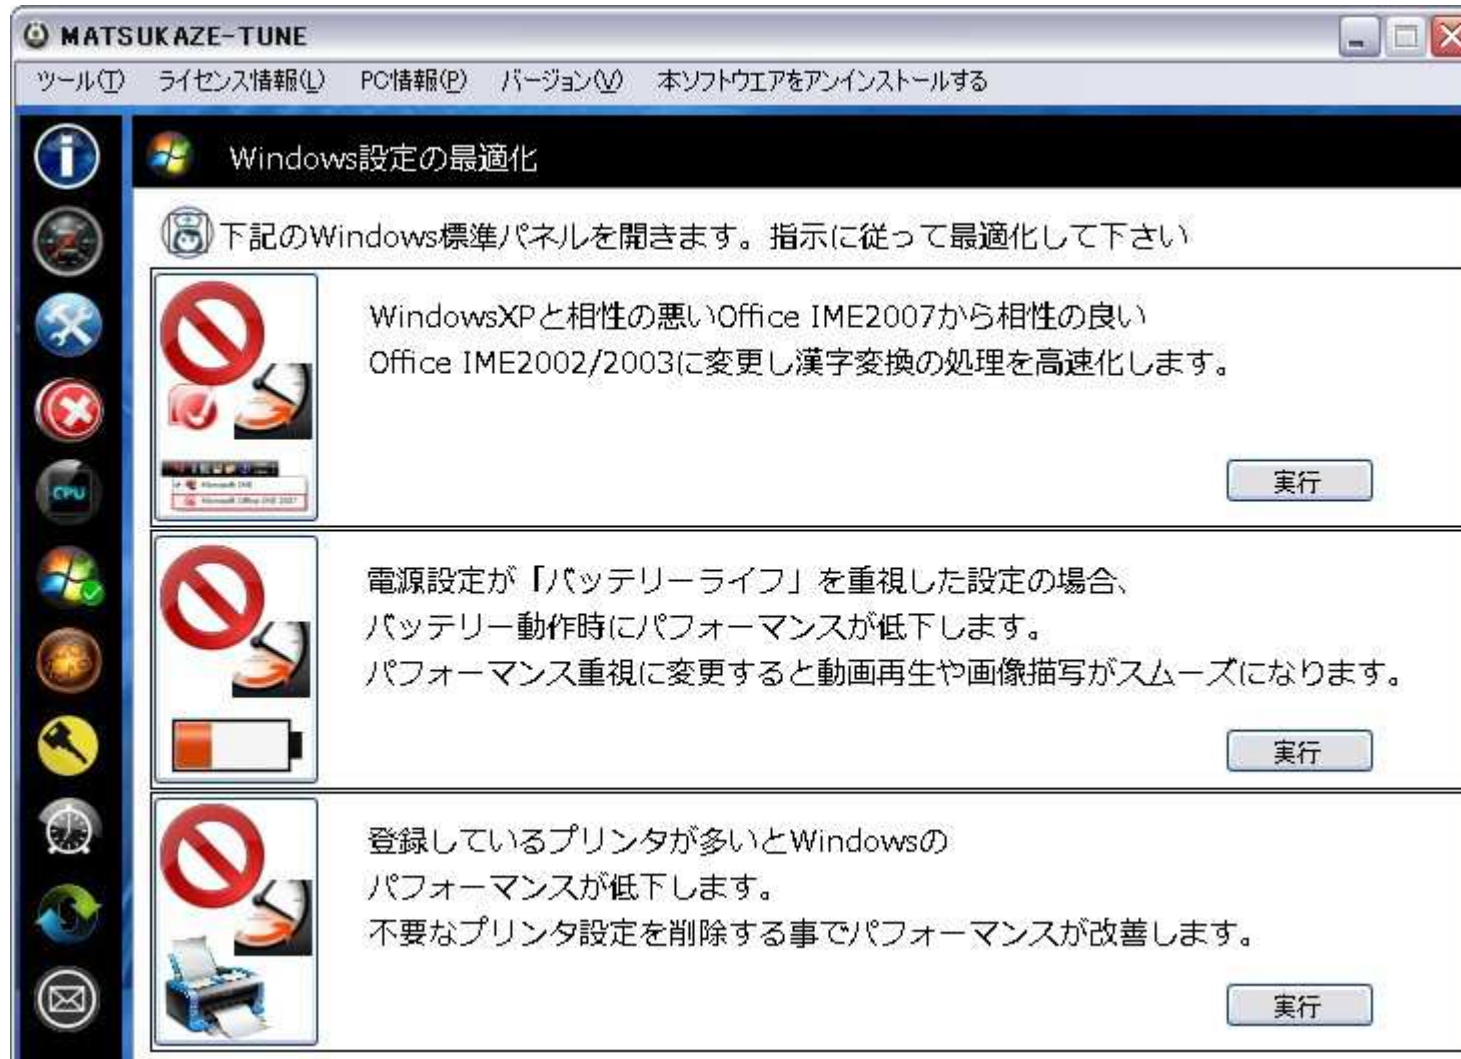 MATSUKAZE-TUNE
ツール(T) ライセンス情報(L) PC情報(P) バージョン(V) 本ソフトウエアをアンインストールする
Windows設定の最適化
下記のWindows標準パネルを開きます。指示に従って最適化して下さい
WindowsXPと相性の悪いOffice IME2007から相性の良い
Office IME2002/2003に変更し漢字変換の処理を高速化します。
Microsoft IME
Microsoft Office IME 2007
実行
CPU
電源設定が「バッテリーライフ」を重視した設定の場合、
バッテリー動作時にパフォーマンスが低下します。
パフォーマンス重視に変更すると動画再生や画像描写がスムーズになります。
実行
登録しているプリンタが多いとWindowsの
パフォーマンスが低下します。
不要なプリンタ設定を削除する事でパフォーマンスが改善します。
実行